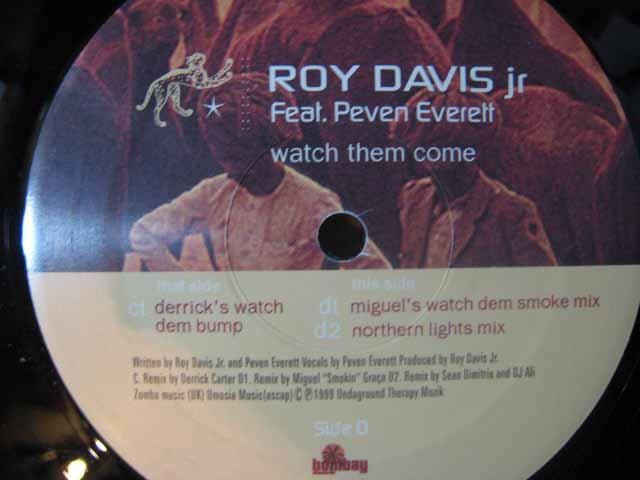 ROY DAVIS jr
Feat. Peven Everett
watch them come
that side
this side
c1 derrick's watch
dem bump
d1 miguel's watch dem smoke mix
d2 northern lights mix
Written by Roy Davis Jr. and Peven Everett Vocals by Peven Everett Produced by Roy Davis Jr.
C. Remix by Derrick Carter D1. Remix by Miguel "Smokin" Graça D2. Remix by Sean Dimitrie and DJ Ali
Zomba music (UK) Umosia Music(ascap) © ℗ 1999 Undaground Therapy Muzik
Side D
bombay